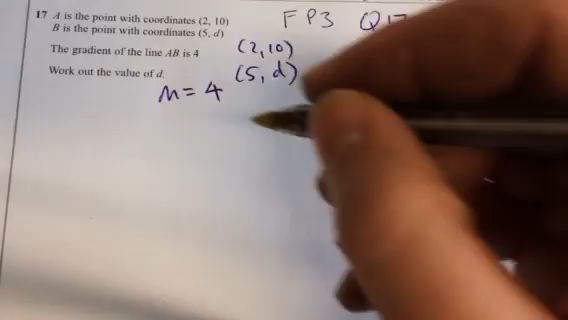 17 A is the point with coordinates (2, 10)
B is the point with coordinates (5, d)
The gradient of the line AB is 4
Work out the value of d.
FP3 Q17
(2,10)
(5, d)
M = 4